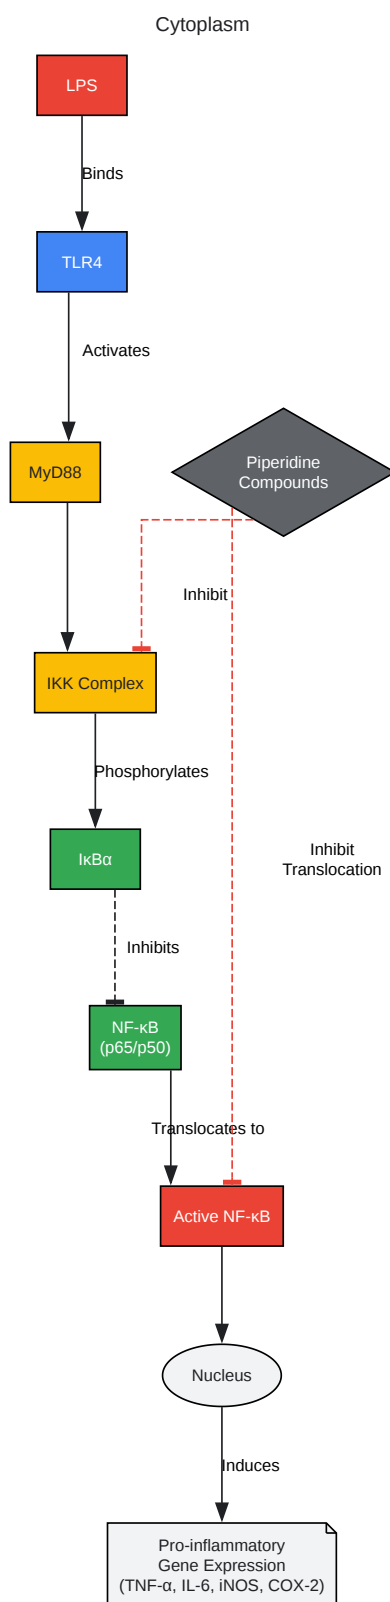 Cytoplasm
LPS
Binds
TLR4
Activates
MyD88
Piperidine
Compounds
Inhibit
IKK Complex
Phosphorylates
IκBα
Inhibit
Translocation
Inhibits
NF-κB
(p65/p50)
Translocates to
Active NF-κB
Nucleus
Induces
Pro-inflammatory
Gene Expression
(TNF-α, IL-6, iNOS, COX-2)